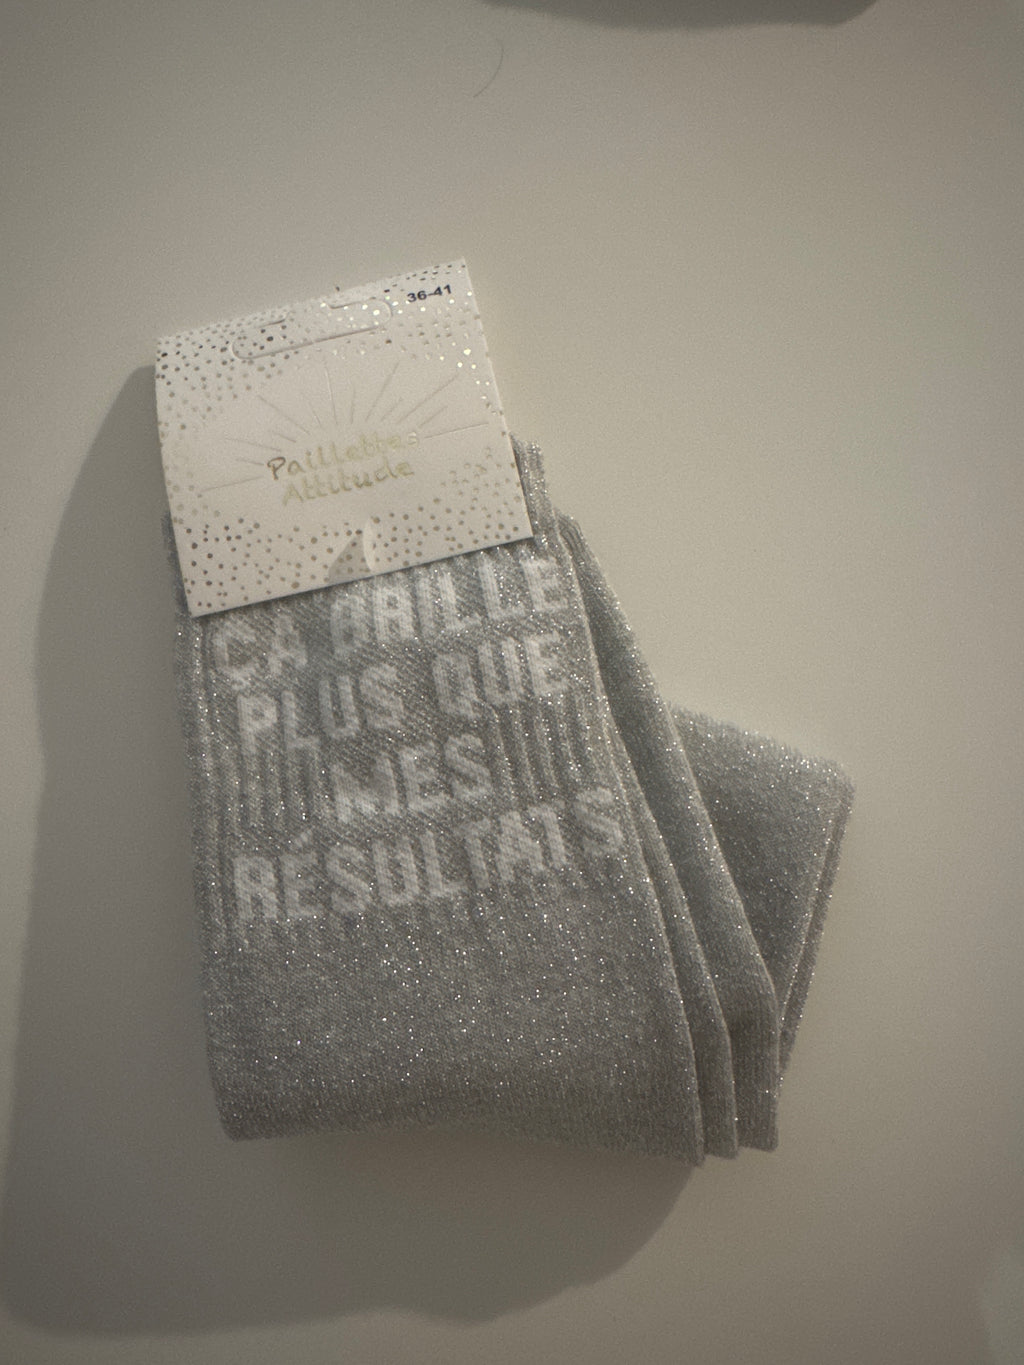 36-41
Paillettes
Attitude
ÇA BRILLE
PLUS QUE
MES
RÉSULTATS